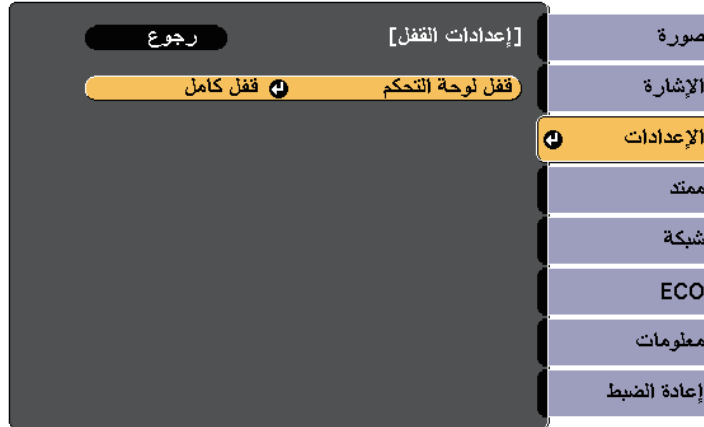 صورة
الإشارة
الإعدادات
ممتد
شبكة
ECO
معلومات
إعادة الضبط
[إعدادات القفل] رجوع
قفل لوحة التحكم قفل كامل